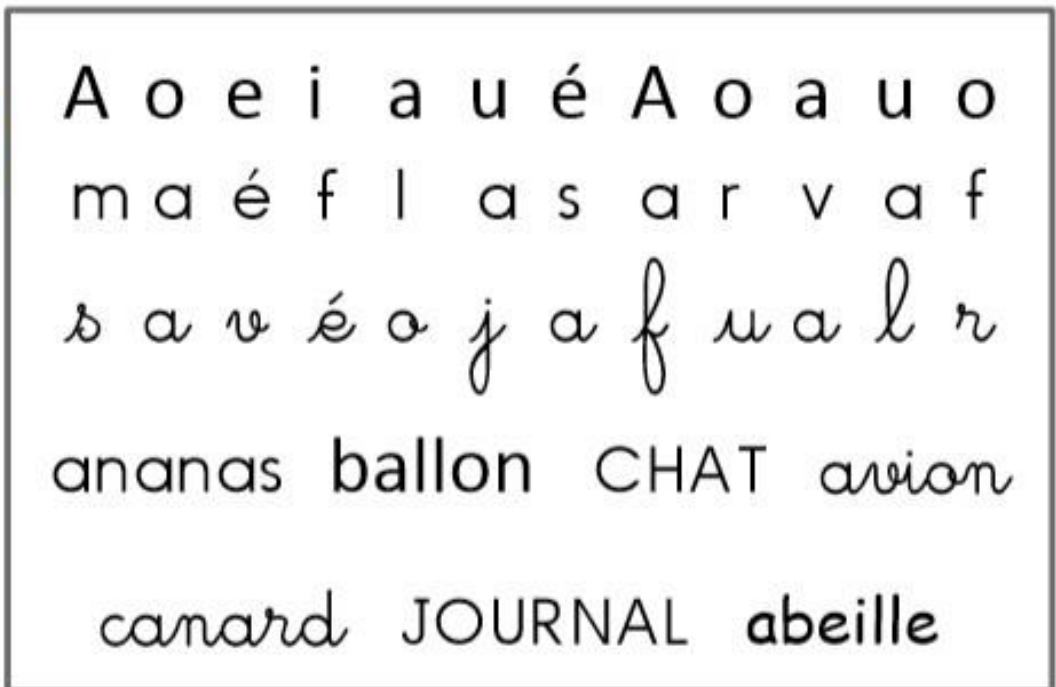 A o e i a u é A o a u o
m a é f l a s a r v a f
s a v é o j a f u a l r
ananas ballon CHAT avion
canard JOURNAL abeille